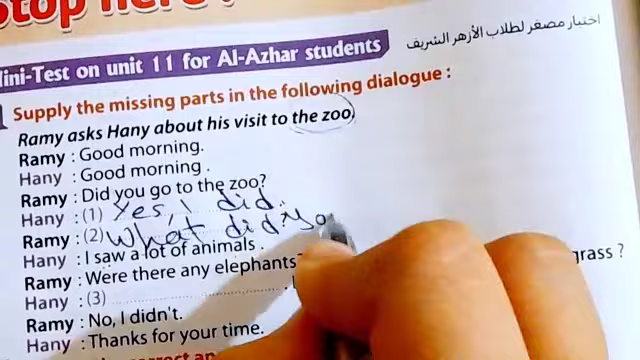 Stop here
اختبار مصغر لطلاب الأزهر الشريف
Mini-Test on unit 11 for Al-Azhar students
1 Supply the missing parts in the following dialogue :
Ramy asks Hany about his visit to the zoo.
Ramy : Good morning.
Hany : Good morning .
Ramy : Did you go to the zoo?
Hany : (1) Yes, I did.
Ramy : (2) What did yo
Hany : I saw a lot of animals .
Ramy : Were there any elephants?
grass ?
Hany : (3)
Ramy : No, I didn't.
Hany : Thanks for your time.